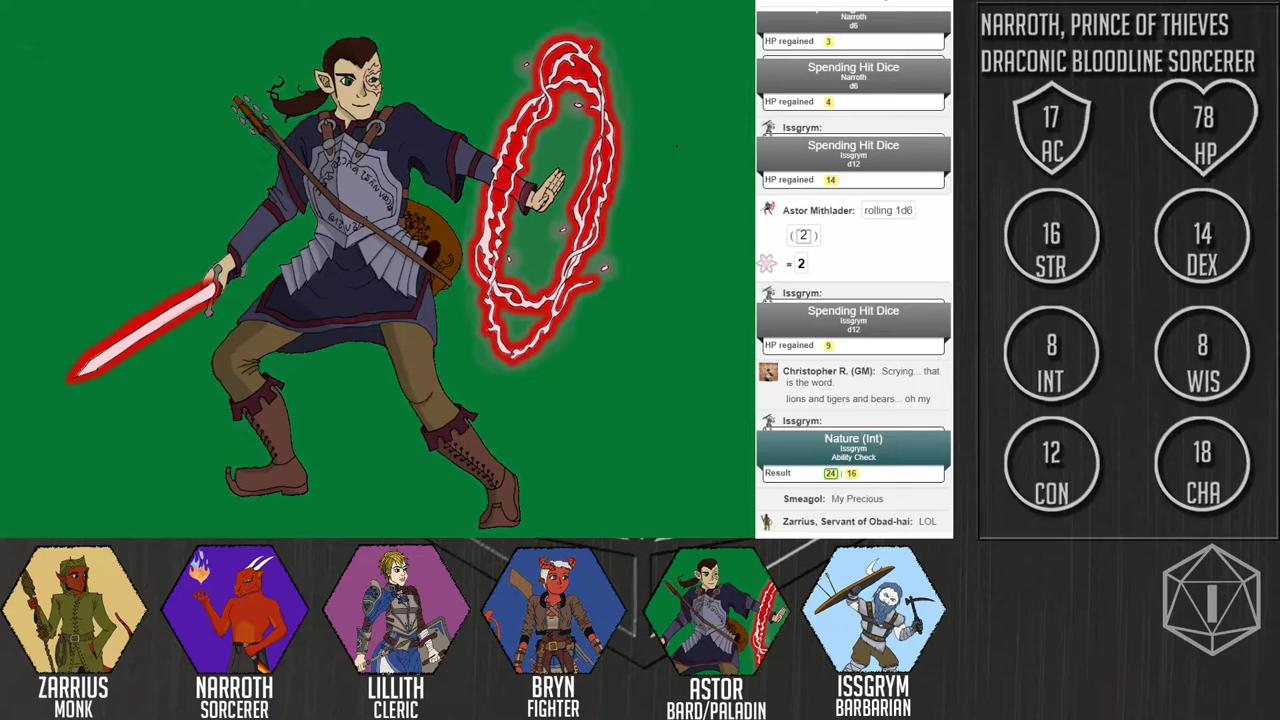 Narroth
d6
HP regained 3
Spending Hit Dice
Narroth
d6
HP regained 4
Issgrym:
Spending Hit Dice
Issgrym
d12
HP regained 14
Astor Mithlader: rolling 1d6
( 2 )
= 2
Issgrym:
Spending Hit Dice
Issgrym
d12
HP regained 9
Christopher R. (GM): Scrying... that
is the word.
lions and tigers and bears... oh my
Issgrym:
Nature (Int)
Issgrym
Ability Check
Result 24 | 16
Smeagol: My Precious
Zarrius, Servant of Obad-hai: LOL
NARROTH, PRINCE OF THIEVES
DRACONIC BLOODLINE SORCERER
17
AC
78
HP
16
STR
14
DEX
8
INT
8
WIS
12
CON
18
CHA
ZARRIUS
MONK
NARROTH
SORCERER
LILLITH
CLERIC
BRYN
FIGHTER
ASTOR
BARD/PALADIN
ISSGRYM
BARBARIAN